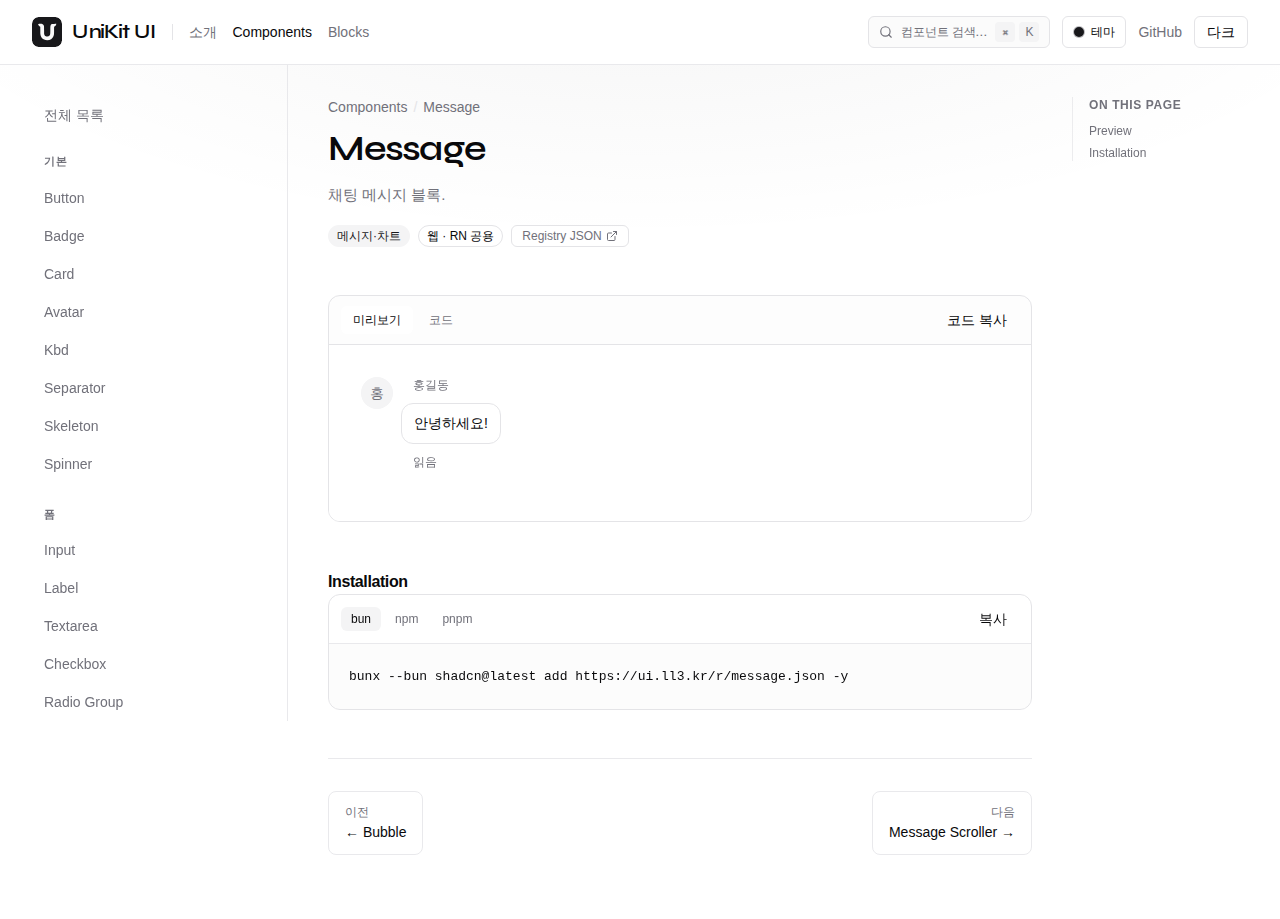 UniKit UI 소개 Components Blocks 컴포넌트 검색… ⌘ K 테마 GitHub 다크
전체 목록
기본
Button
Badge
Card
Avatar
Kbd
Separator
Skeleton
Spinner
폼
Input
Label
Textarea
Checkbox
Radio Group
Components / Message
Message
채팅 메시지 블록.
메시지·차트 웹 · RN 공용 Registry JSON
미리보기 코드 코드 복사
홍 홍길동
안녕하세요!
읽음
Installation
bun npm pnpm 복사
bunx --bun shadcn@latest add https://ui.ll3.kr/r/message.json -y
이전
← Bubble
다음
Message Scroller →
ON THIS PAGE
Preview
Installation